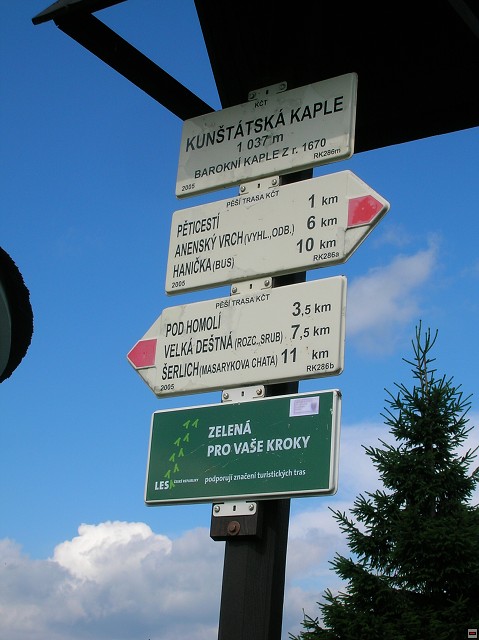 KČT
KUNŠTÁTSKÁ KAPLE
1 037 m
BAROKNÍ KAPLE Z r. 1670
2005 RK286m
PĚŠÍ TRASA KČT
PĚTICESTÍ 1 km
ANENSKÝ VRCH (VYHL., ODB.) 6 km
HANIČKA (BUS) 10 km
2005 RK286a
PĚŠÍ TRASA KČT
POD HOMOLÍ 3,5 km
VELKÁ DEŠTNÁ (ROZC., SRUB) 7,5 km
ŠERLICH (MASARYKOVA CHATA) 11 km
2005 RK286b
ZELENÁ
PRO VAŠE KROKY
LESY ČESKÉ REPUBLIKY podporují značení turistických tras